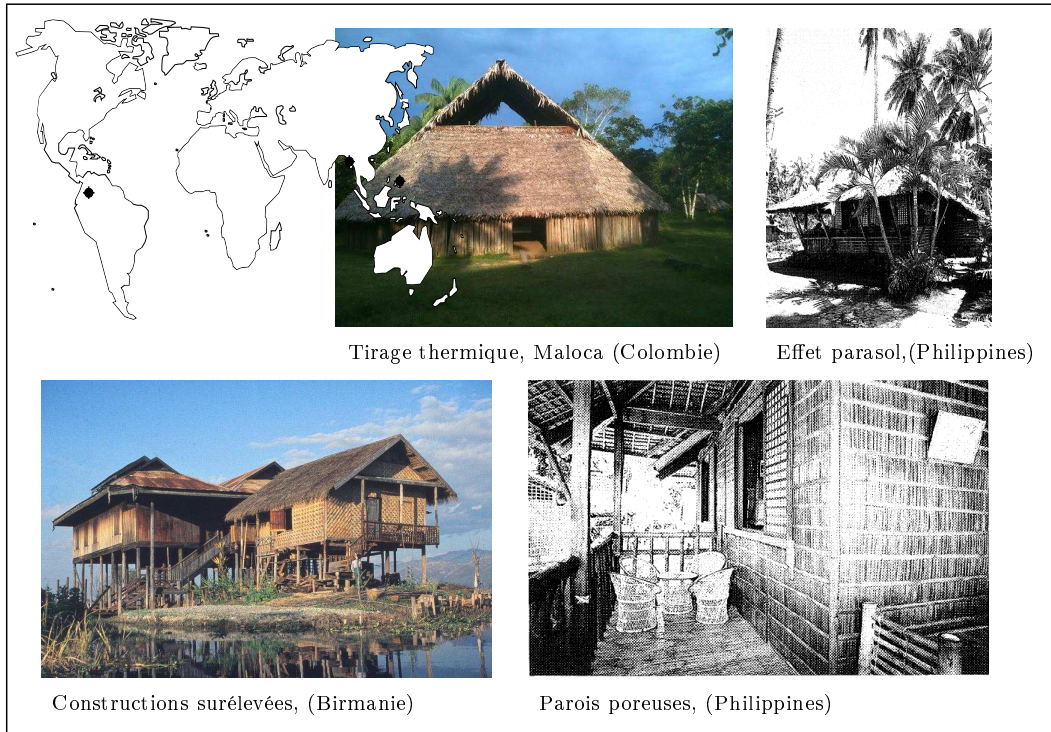 Tirage thermique, Maloca (Colombie)
Effet parasol,(Philippines)
Constructions surélevées, (Birmanie)
Parois poreuses, (Philippines)